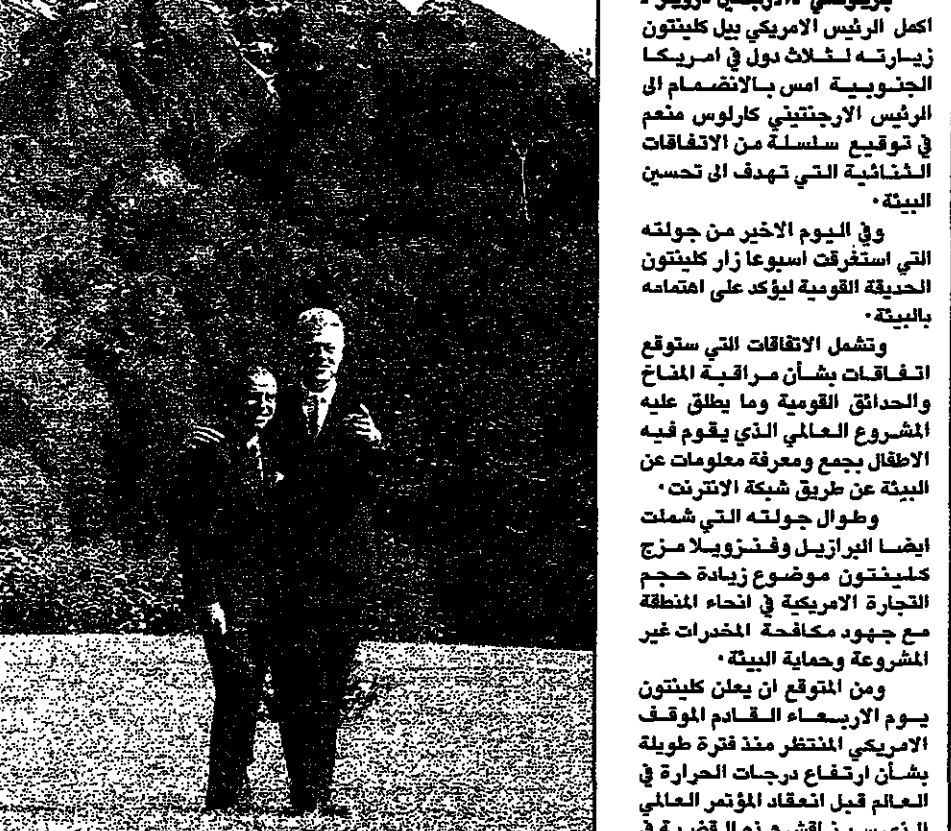 اكمل الرئيس الامريكي بيل كلينتون
زيارته لثلاث دول في امريكا
الجنوبية امس بالانضمام الى
الرئيس الارجنتيني كارلوس منعم
في توقيع سلسلة من الاتفاقات
الثنائية التي تهدف الى تحسين
البيئة.
وفي اليوم الاخير من جولته
التي استغرقت اسبوعا زار كلينتون
الحديقة القومية ليؤكد على اهتمامه
بالبيئة.
وتشمل الاتفاقات التي ستوقع
اتفاقات بشأن مراقبة المناخ
والحدائق القومية وما يطلق عليه
المشروع العالمي الذي يقوم فيه
الاطفال بجمع ومعرفة معلومات عن
البيئة عن طريق شبكة الانترنت.
وطوال جولته التي شملت
ايضا البرازيل وفنزويلا مزج
كلينتون موضوع زيادة حجم
التجارة الامريكية في انحاء المنطقة
مع جهود مكافحة المخدرات غير
المشروعة وحماية البيئة.
ومن المتوقع ان يعلن كلينتون
يوم الاربعاء القادم الموقف
الامريكي المنتظر منذ فترة طويلة
بشأن ارتفاع درجات الحرارة في
العالم قبل انعقاد المؤتمر العالمي